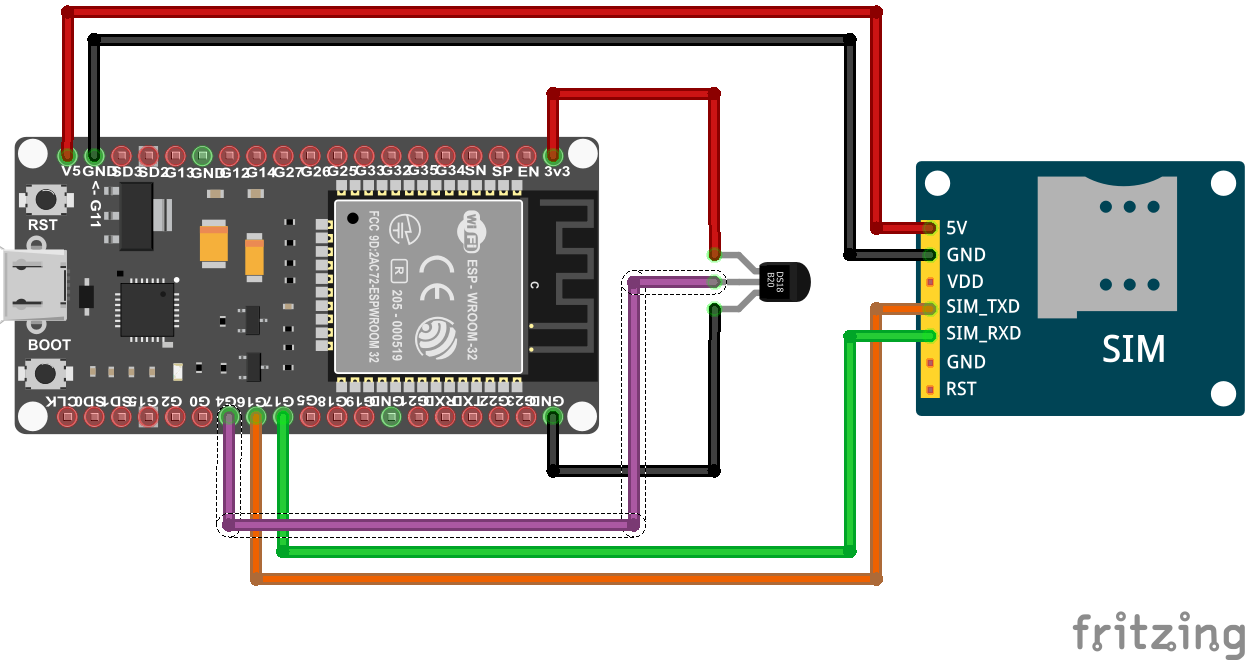 V5 GND SD3 SD2 G13 GND G12 G14 G27 G26 G25 G33 G32 G35 G34 SN SP EN 3v3
<- G11
RST
BOOT
FCC 9D:2AC72-ESPWROOM 32
R
205 - 000519
CE
WiFi
ESP - WROOM -32
C
CLK SD0 SD1 G15 G2 G0 G4 G16 G17 G5 G18 G19 GND G21 RXD TXD G22 G23 GND
DS18
B20
5V
GND
VDD
SIM_TXD
SIM_RXD
GND
RST
SIM
fritzing